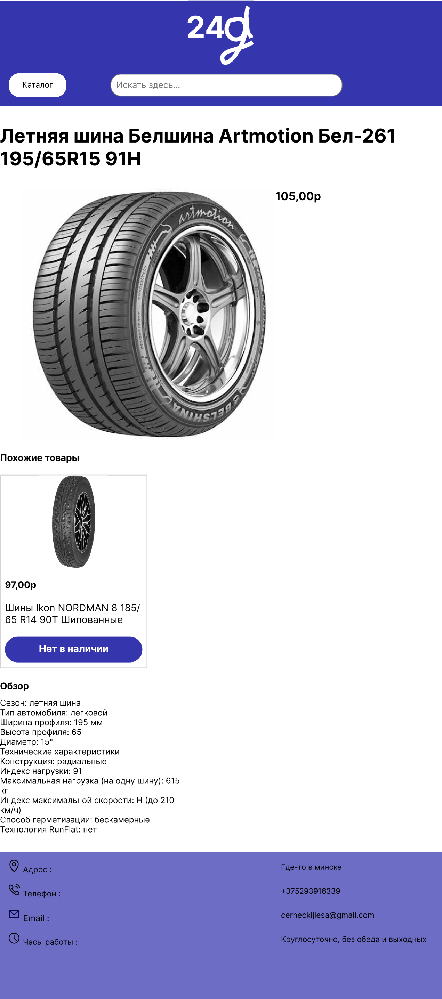 24g
Каталог
Искать здесь...
Летняя шина Белшина Artmotion Бел-261
195/65R15 91H
105,00р
artmotion
www.belshina.by
BELSHINA
Похожие товары
97,00р
Шины Ikon NORDMAN 8 185/
65 R14 90T Шипованные
Нет в наличии
Обзор
Сезон: летняя шина
Тип автомобиля: легковой
Ширина профиля: 195 мм
Высота профиля: 65
Диаметр: 15"
Технические характеристики
Конструкция: радиальные
Индекс нагрузки: 91
Максимальная нагрузка (на одну шину): 615
кг
Индекс максимальной скорости: H (до 210
км/ч)
Способ герметизации: бескамерные
Технология RunFlat: нет
Адрес :
Где-то в минске
Телефон :
+375293916339
Email :
cerneckijlesa@gmail.com
Часы работы :
Круглосуточно, без обеда и выходных